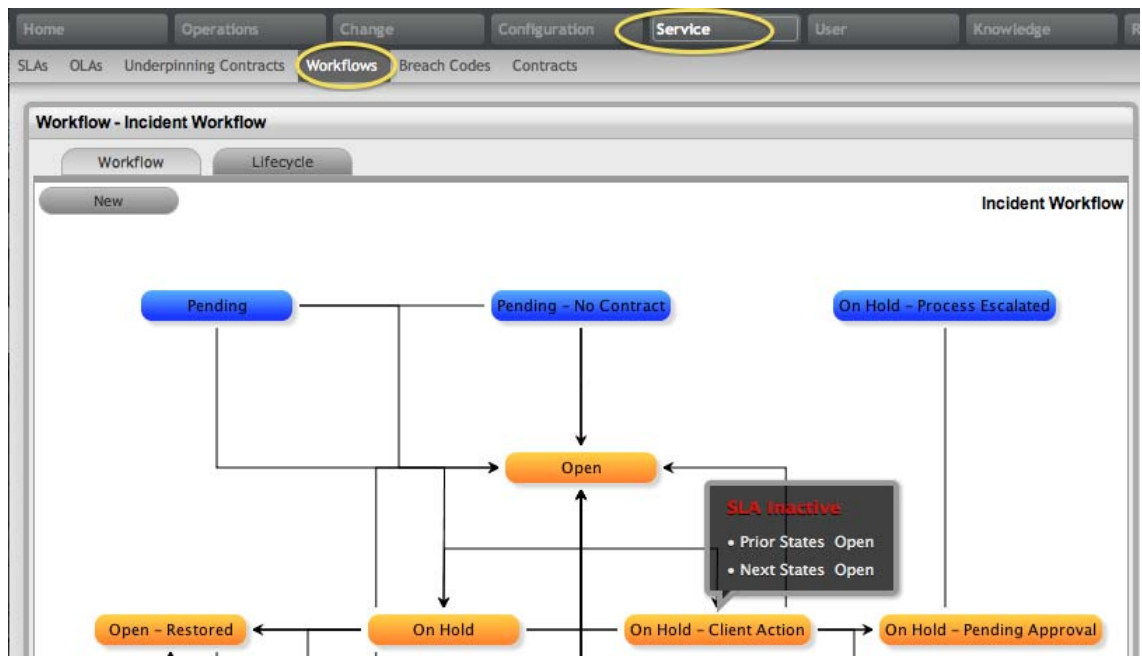 Home Operations Change Configuration Service User Knowledge R
SLAs OLAs Underpinning Contracts Workflows Breach Codes Contracts
Workflow - Incident Workflow
Workflow Lifecycle
New Incident Workflow
Pending Pending – No Contract On Hold – Process Escalated
Open
SLA Inactive
• Prior States Open
• Next States Open
Open – Restored On Hold On Hold – Client Action On Hold – Pending Approval